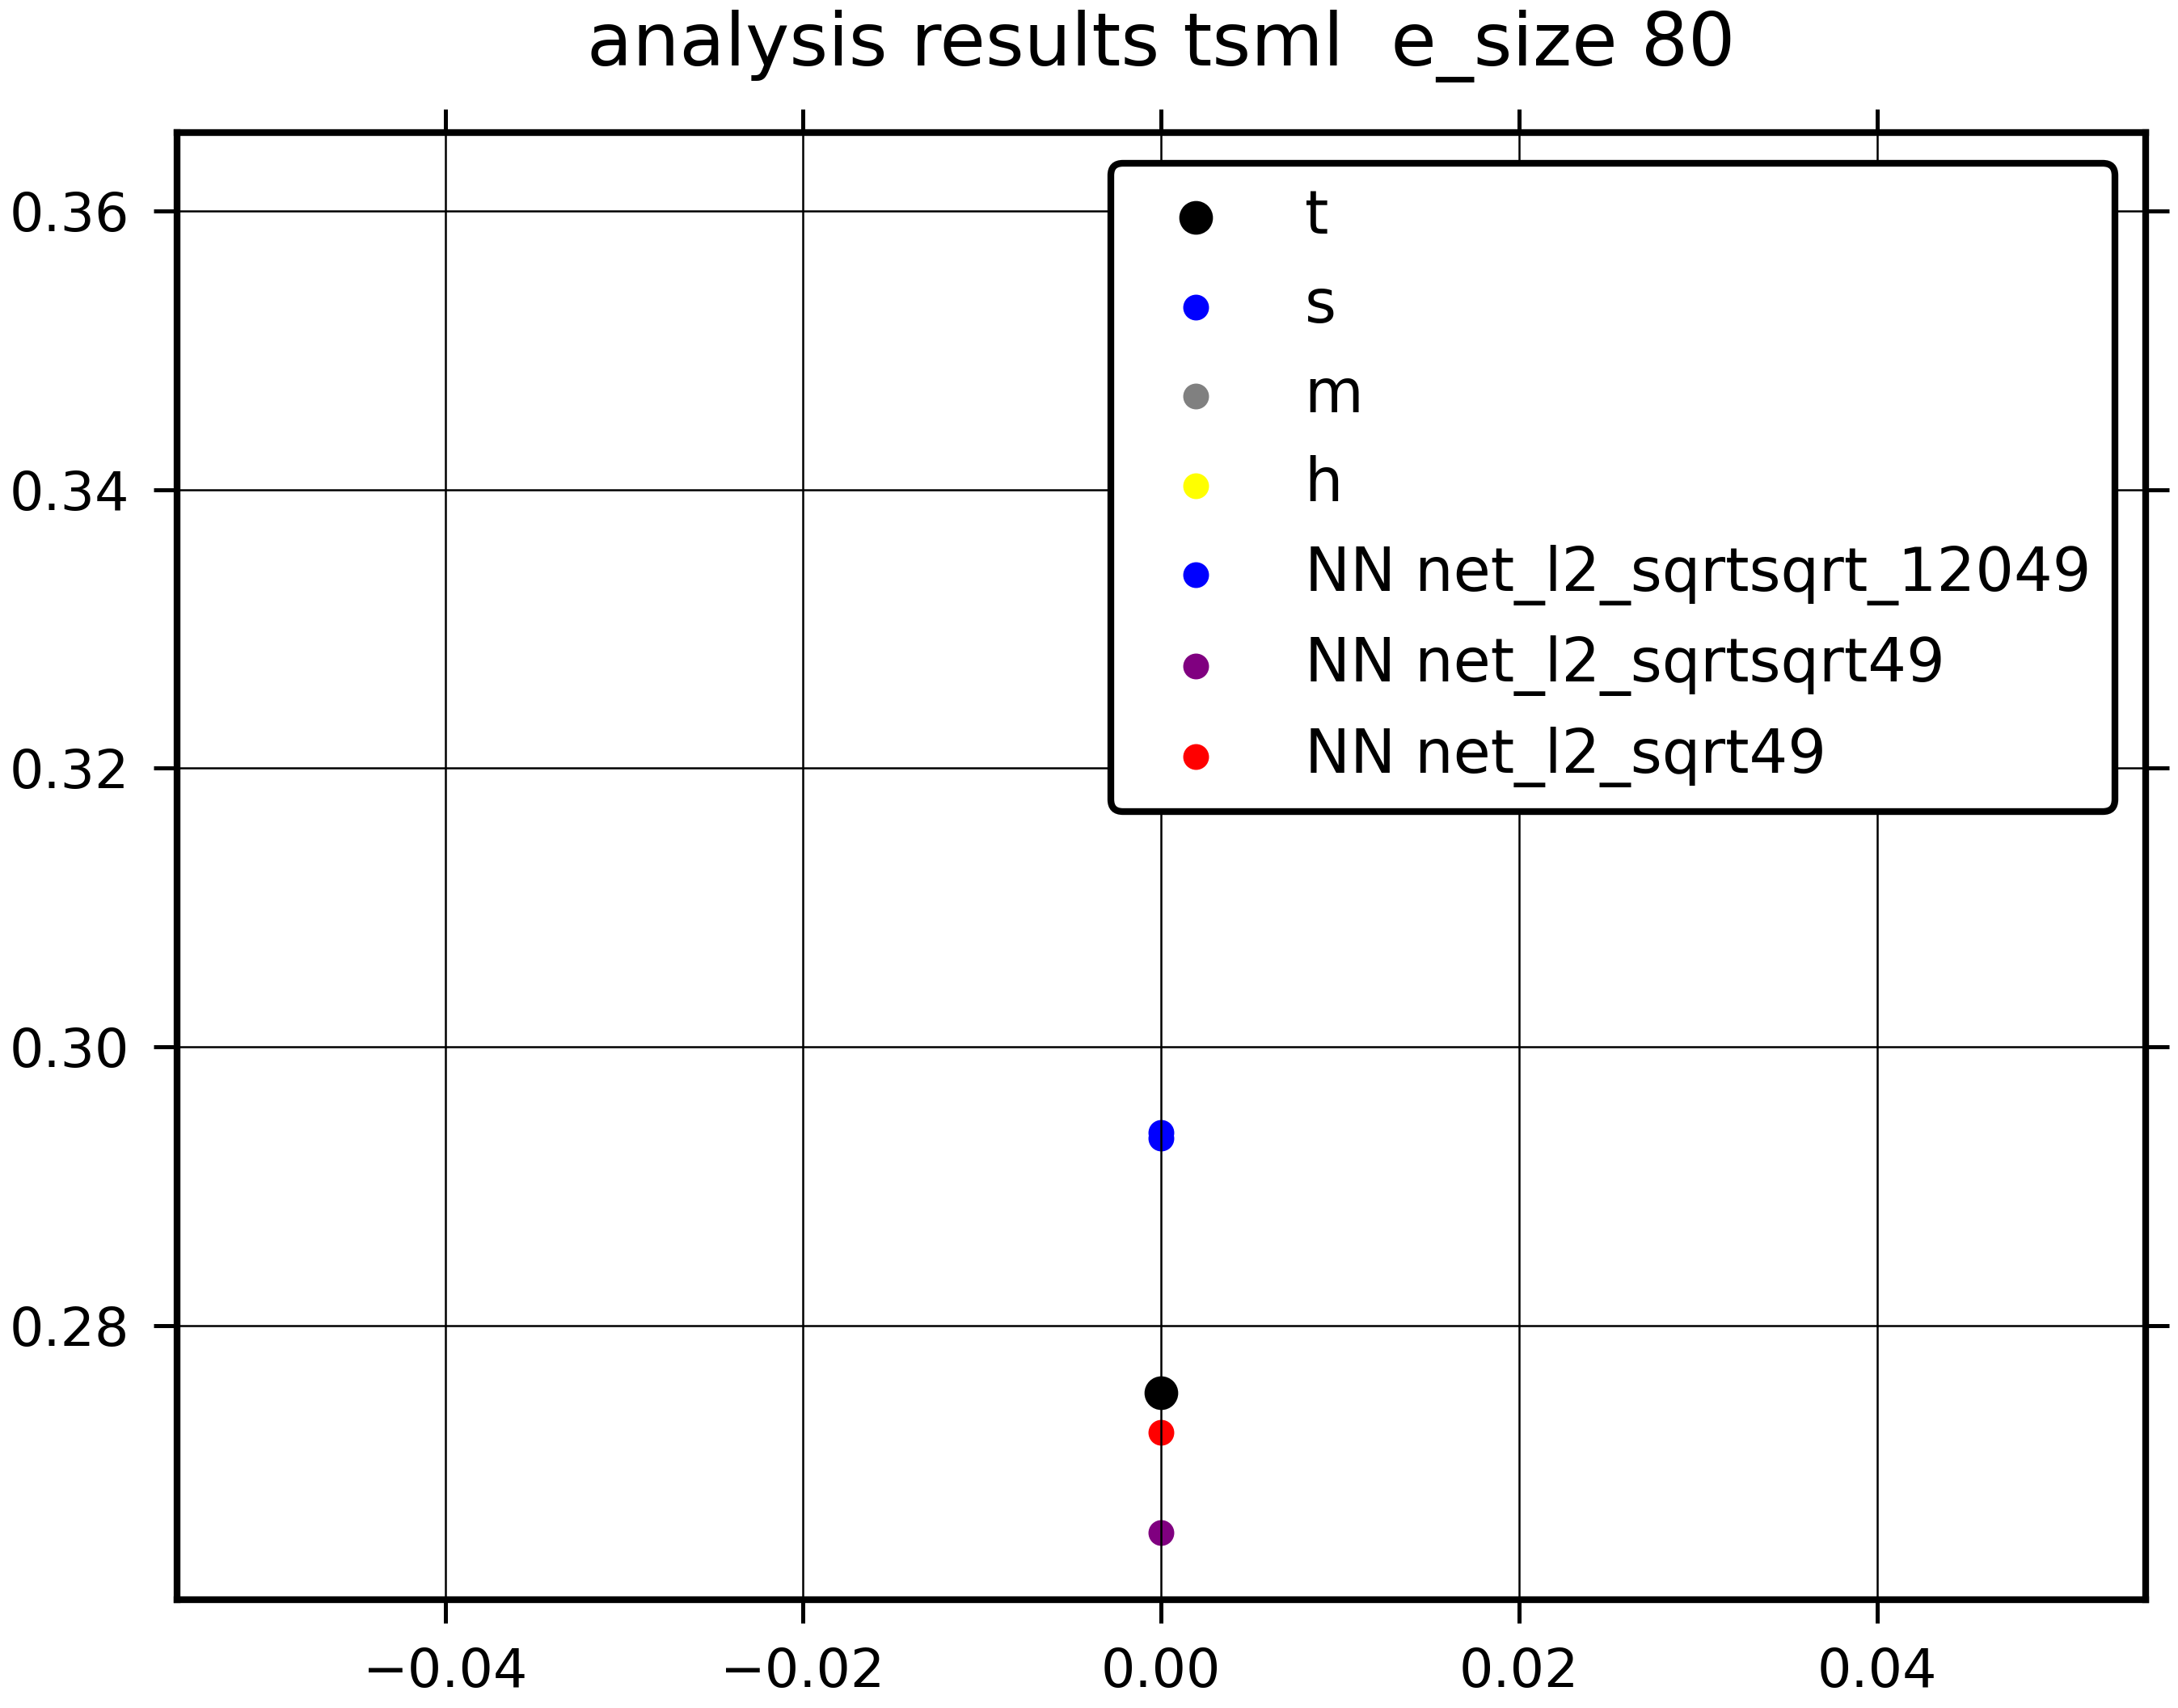 analysis results tsml  e_size 80
0.36
0.34
0.32
0.30
0.28
t
s
m
h
NN net_l2_sqrtsqrt_12049
NN net_l2_sqrtsqrt49
NN net_l2_sqrt49
−0.04
−0.02
0.00
0.02
0.04